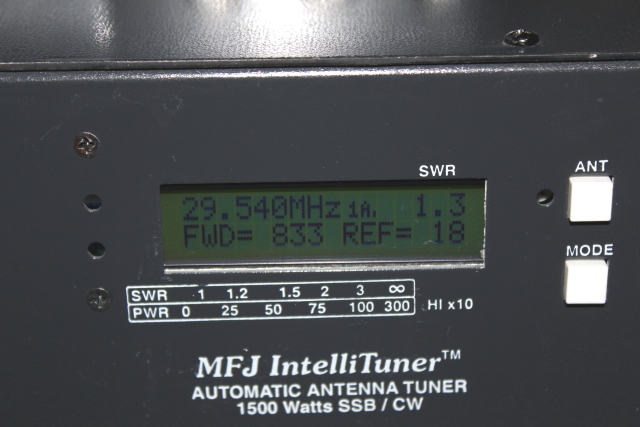 SWR
ANT
29.540MHz 1A. 1.3
FWD= 833 REF= 18
MODE
SWR 1 1.2 1.5 2 3 ∞
PWR 0 25 50 75 100 300 HI x10
MFJ IntelliTuner™
AUTOMATIC ANTENNA TUNER
1500 Watts SSB / CW